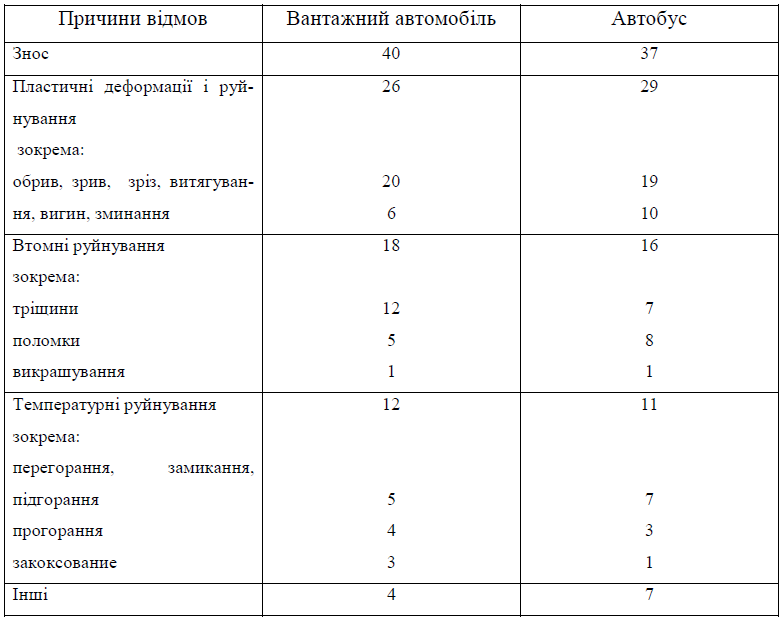 Причини відмов Вантажний автомобіль Автобус
Знос 40 37
Пластичні деформації і руй- 26 29
нування
зокрема:
обрив, зрив, зріз, витягуван- 20 19
ня, вигин, зминання 6 10
Втомні руйнування 18 16
зокрема:
тріщини 12 7
поломки 5 8
викрашування 1 1
Температурні руйнування 12 11
зокрема:
перегорання, замикання,
підгорання 5 7
прогорання 4 3
закоксование 3 1
Інші 4 7